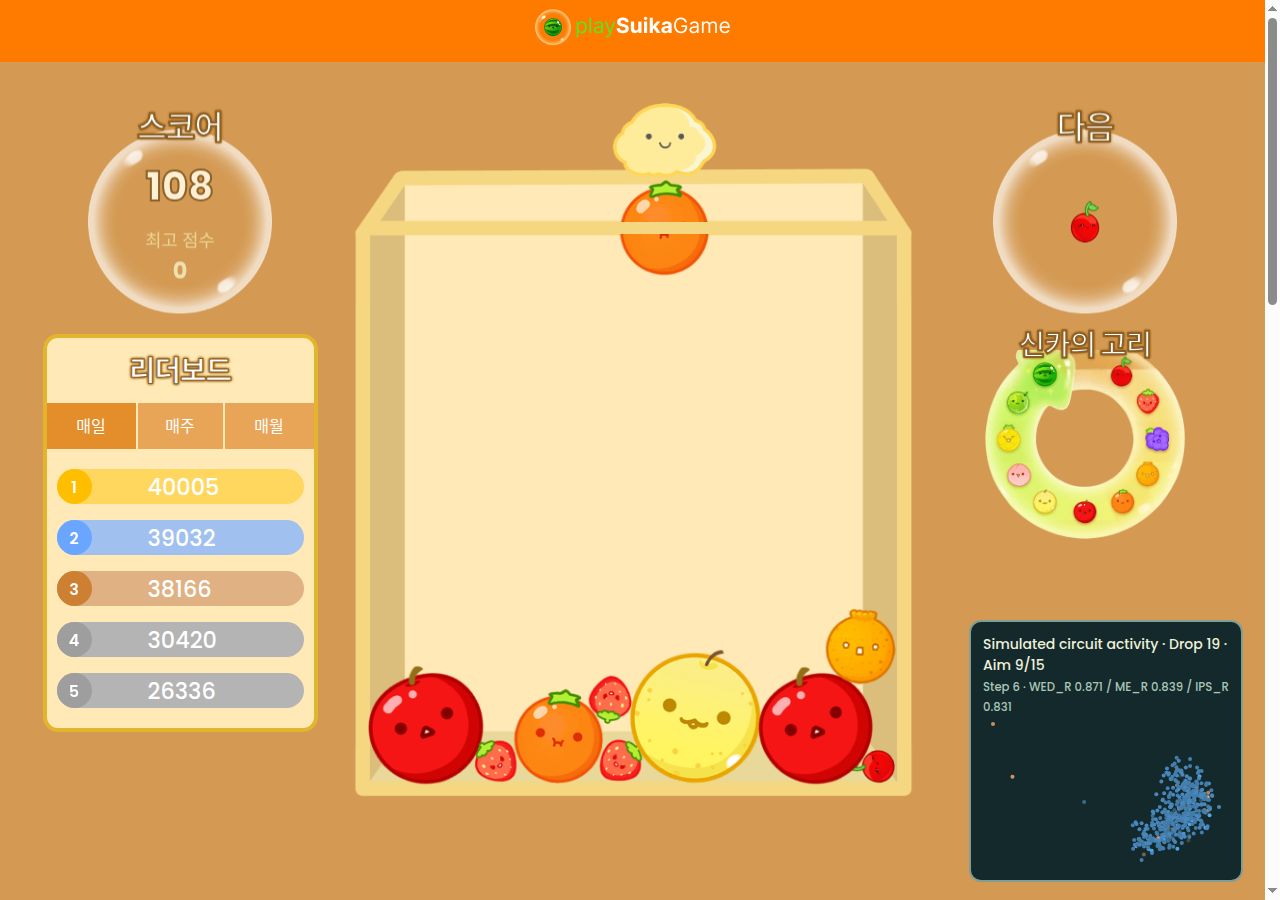 playSuikaGame
스코어
108
최고 점수
0
다음
리더보드
매일 매주 매월
1 40005
2 39032
3 38166
4 30420
5 26336
신카의 고리
Simulated circuit activity · Drop 19 ·
Aim 9/15
Step 6 · WED_R 0.871 / ME_R 0.839 / IPS_R
0.831